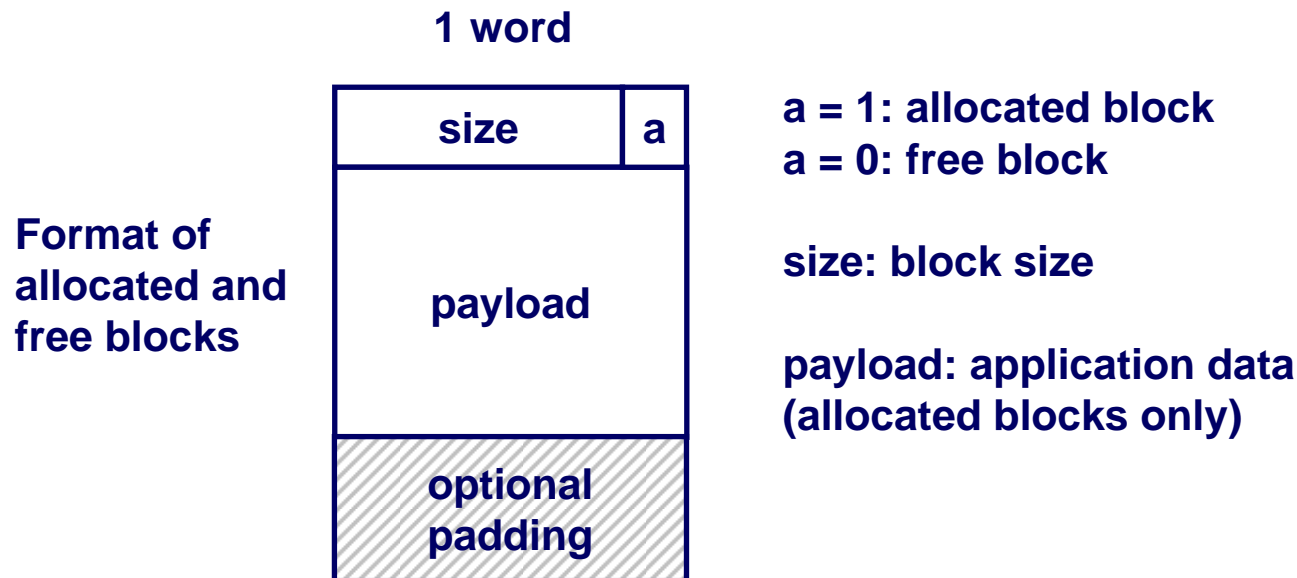 1 word
size
a
payload
optional
padding
Format of
allocated and
free blocks
a = 1: allocated block
a = 0: free block
size: block size
payload: application data
(allocated blocks only)